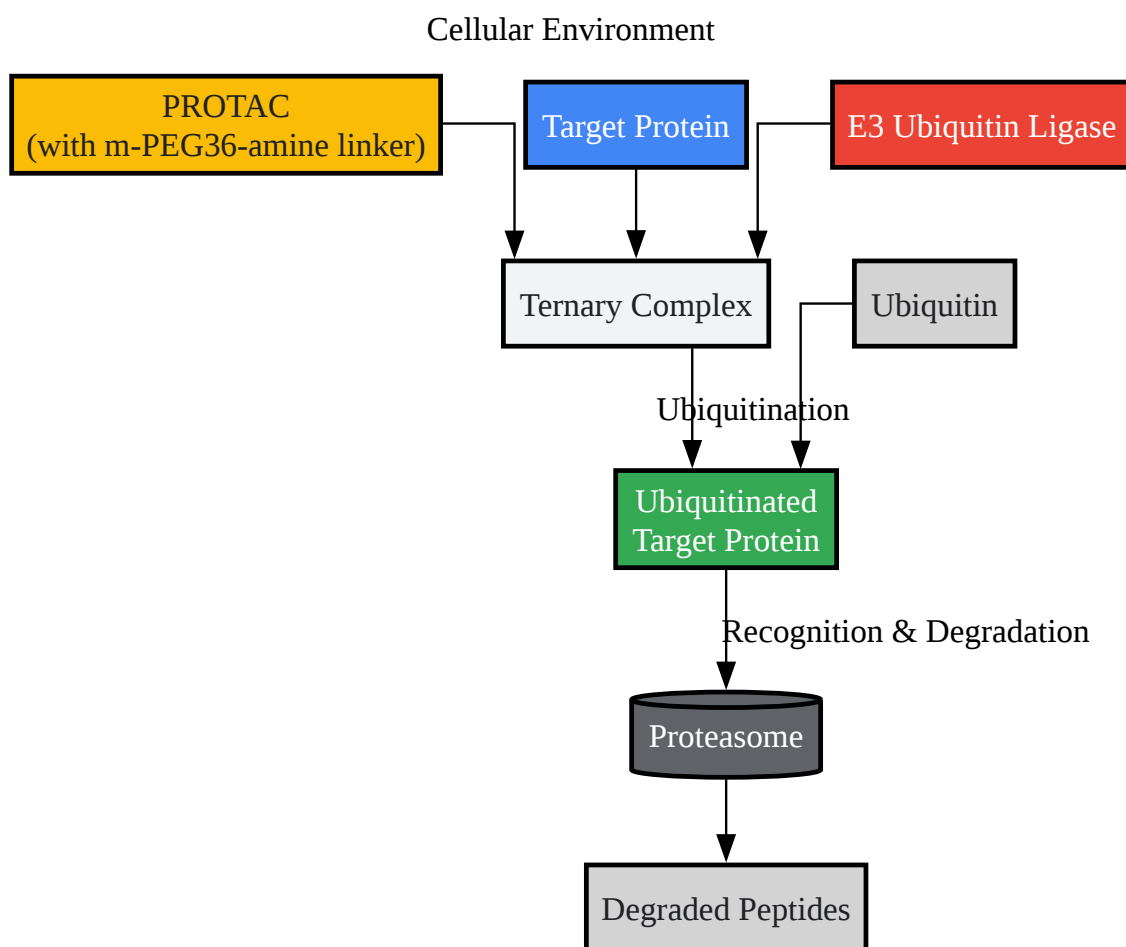 Cellular Environment
PROTAC
(with m-PEG36-amine linker)
Target Protein
E3 Ubiquitin Ligase
Ternary Complex
Ubiquitin
Ubiquitination
Ubiquitinated
Target Protein
Recognition & Degradation
Proteasome
Degraded Peptides